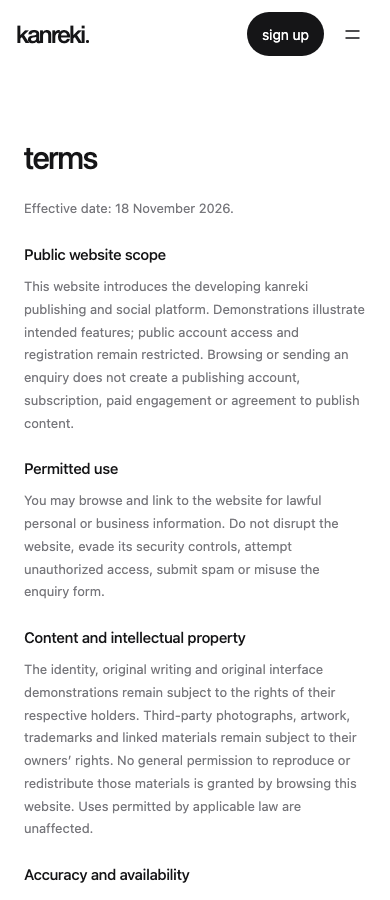 kanreki.
sign up
terms
Effective date: 18 November 2026.
Public website scope
This website introduces the developing kanreki
publishing and social platform. Demonstrations illustrate
intended features; public account access and
registration remain restricted. Browsing or sending an
enquiry does not create a publishing account,
subscription, paid engagement or agreement to publish
content.
Permitted use
You may browse and link to the website for lawful
personal or business information. Do not disrupt the
website, evade its security controls, attempt
unauthorized access, submit spam or misuse the
enquiry form.
Content and intellectual property
The identity, original writing and original interface
demonstrations remain subject to the rights of their
respective holders. Third-party photographs, artwork,
trademarks and linked materials remain subject to their
owners’ rights. No general permission to reproduce or
redistribute those materials is granted by browsing this
website. Uses permitted by applicable law are
unaffected.
Accuracy and availability